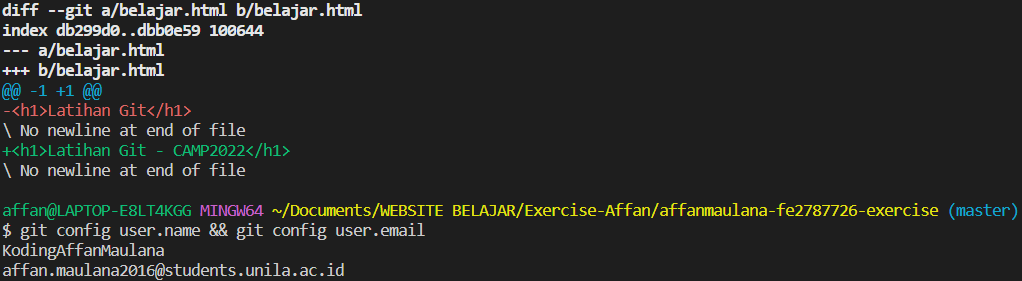 diff --git a/belajar.html b/belajar.html
index db299d0..dbb0e59 100644
--- a/belajar.html
+++ b/belajar.html
@@ -1 +1 @@
-<h1>Latihan Git</h1>
\ No newline at end of file
+<h1>Latihan Git - CAMP2022</h1>
\ No newline at end of file
affan@LAPTOP-E8LT4KGG MINGW64 ~/Documents/WEBSITE BELAJAR/Exercise-Affan/affanmaulana-fe2787726-exercise (master)
$ git config user.name && git config user.email
KodingAffanMaulana
affan.maulana2016@students.unila.ac.id